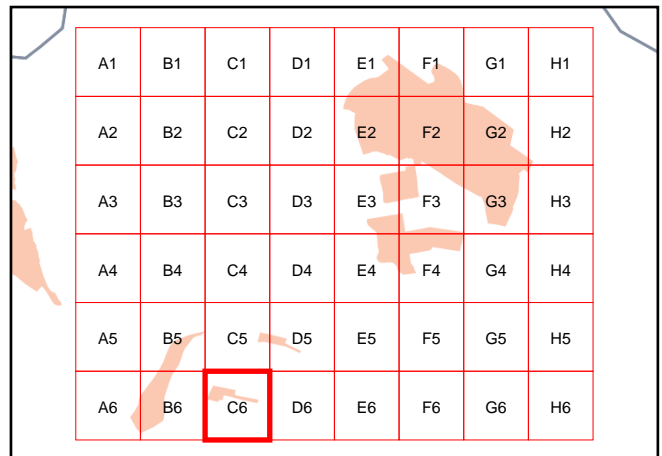 A1 B1 C1 D1 E1 F1 G1 H1
A2 B2 C2 D2 E2 F2 G2 H2
A3 B3 C3 D3 E3 F3 G3 H3
A4 B4 C4 D4 E4 F4 G4 H4
A5 B5 C5 D5 E5 F5 G5 H5
A6 B6 C6 D6 E6 F6 G6 H6